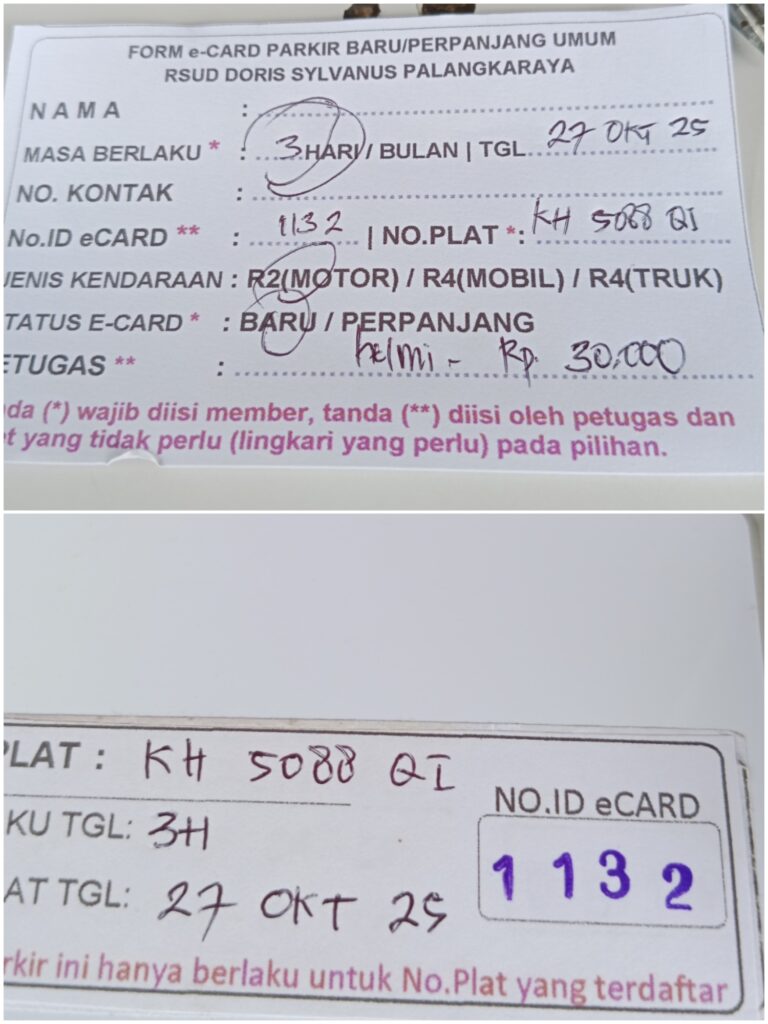 FORM e-CARD PARKIR BARU/PERPANJANG UMUM
RSUD DORIS SYLVANUS PALANGKARAYA
NAMA :
MASA BERLAKU * : 3 HARI / BULAN | TGL 27 OKT 25
NO. KONTAK :
No.ID eCARD ** : 1132 | NO.PLAT *: KH 5088 QI
JENIS KENDARAAN : R2(MOTOR) / R4(MOBIL) / R4(TRUK)
TATUS E-CARD * : BARU / PERPANJANG
ETUGAS ** : helmi - Rp. 30.000
da (*) wajib diisi member, tanda (**) diisi oleh petugas dan
t yang tidak perlu (lingkari yang perlu) pada pilihan.
PLAT : KH 5088 QI
KU TGL: 3H
AT TGL: 27 OKT 25
NO.ID eCARD
1132
rkir ini hanya berlaku untuk No.Plat yang terdaftar